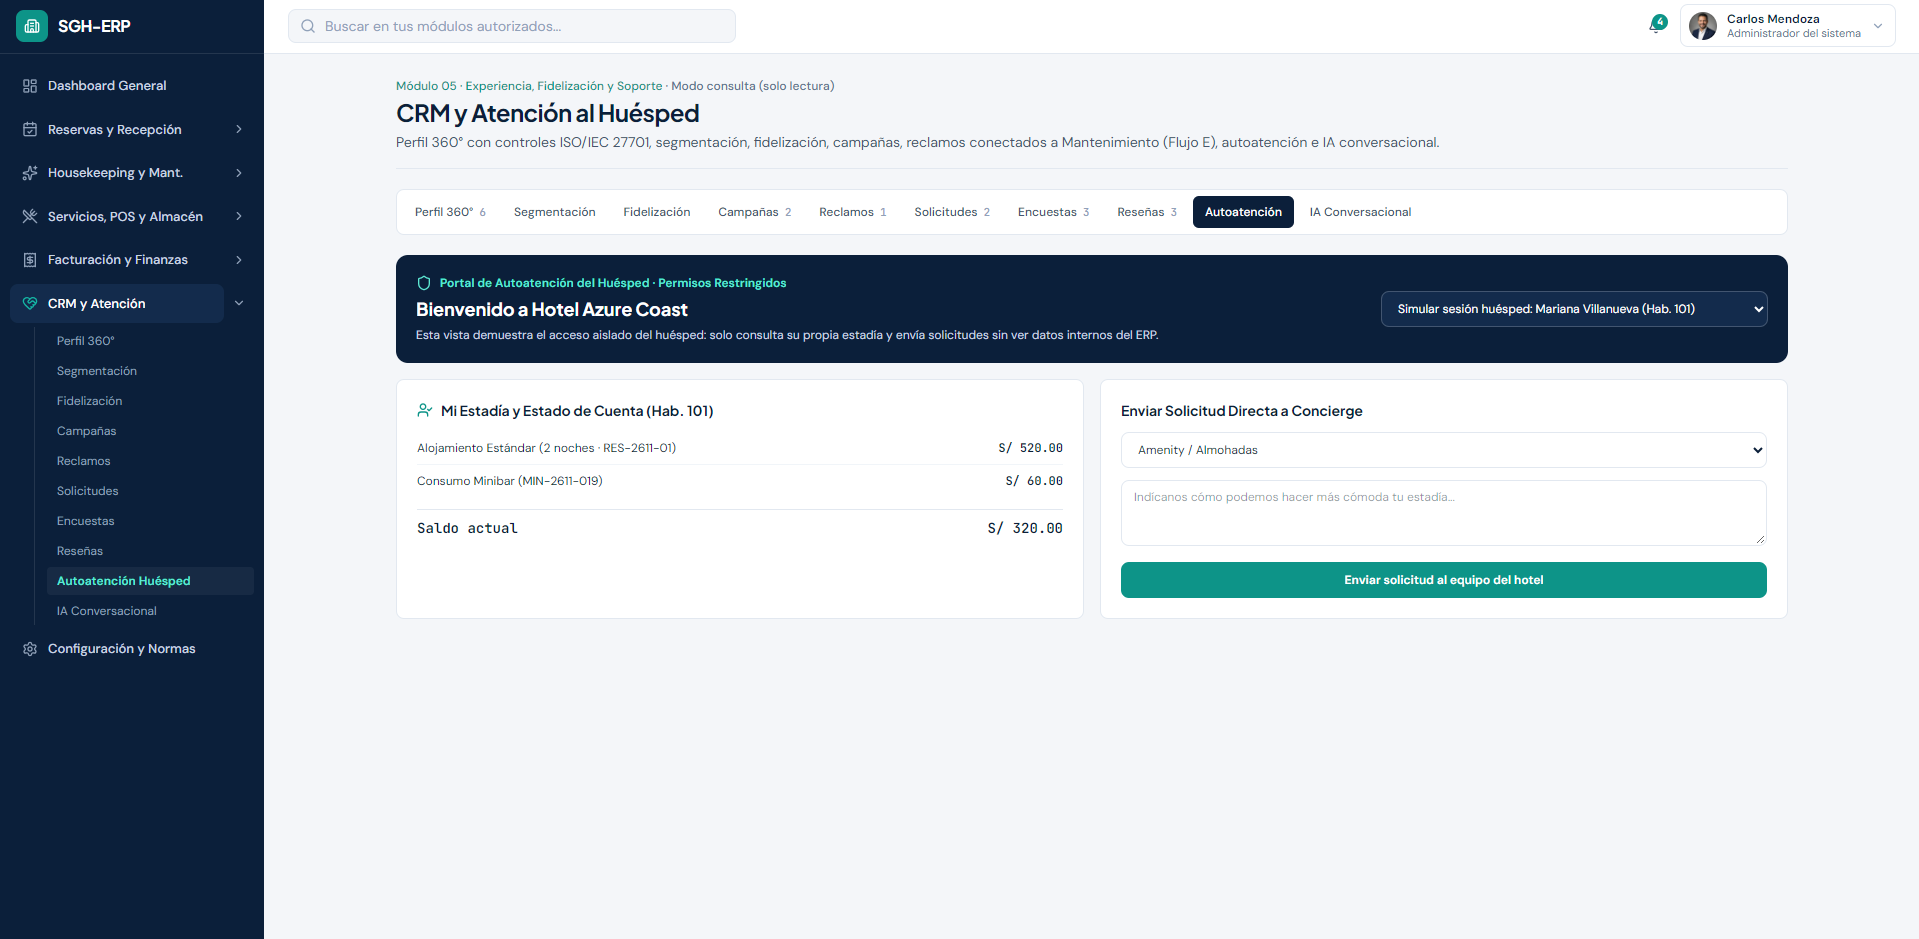 SGH-ERP
Buscar en tus módulos autorizados...
4
Carlos Mendoza
Administrador del sistema
Dashboard General
Reservas y Recepción
Housekeeping y Mant.
Servicios, POS y Almacén
Facturación y Finanzas
CRM y Atención
Perfil 360°
Segmentación
Fidelización
Campañas
Reclamos
Solicitudes
Encuestas
Reseñas
Autoatención Huésped
IA Conversacional
Configuración y Normas
Módulo 05 · Experiencia, Fidelización y Soporte · Modo consulta (solo lectura)
CRM y Atención al Huésped
Perfil 360° con controles ISO/IEC 27701, segmentación, fidelización, campañas, reclamos conectados a Mantenimiento (Flujo E), autoatención e IA conversacional.
Perfil 360° 6 Segmentación Fidelización Campañas 2 Reclamos 1 Solicitudes 2 Encuestas 3 Reseñas 3 Autoatención IA Conversacional
Portal de Autoatención del Huésped · Permisos Restringidos
Bienvenido a Hotel Azure Coast
Esta vista demuestra el acceso aislado del huésped: solo consulta su propia estadía y envía solicitudes sin ver datos internos del ERP.
Simular sesión huésped: Mariana Villanueva (Hab. 101)
Mi Estadía y Estado de Cuenta (Hab. 101)
Alojamiento Estándar (2 noches · RES-2611-01) S/ 520.00
Consumo Minibar (MIN-2611-019) S/ 60.00
Saldo actual S/ 320.00
Enviar Solicitud Directa a Concierge
Amenity / Almohadas
Indícanos cómo podemos hacer más cómoda tu estadía...
Enviar solicitud al equipo del hotel